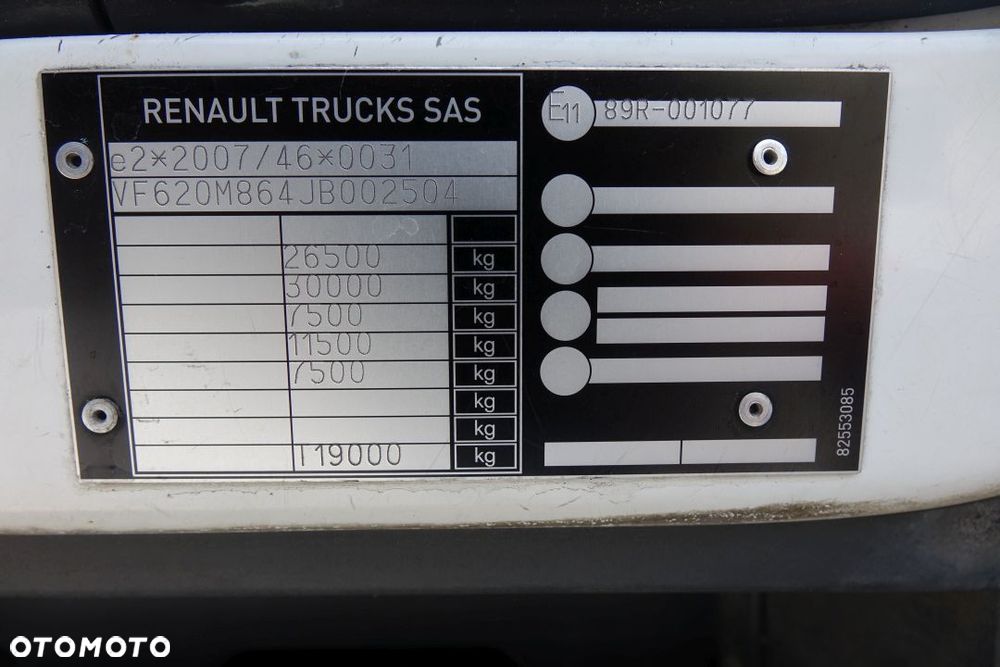 RENAULT TRUCKS SAS
e2*2007/46*0031
VF620M864JB002504
26500 kg
30000 kg
7500 kg
11500 kg
7500 kg
kg
kg
T19000 kg
E11 89R-001077
82553085
OTOMOTO